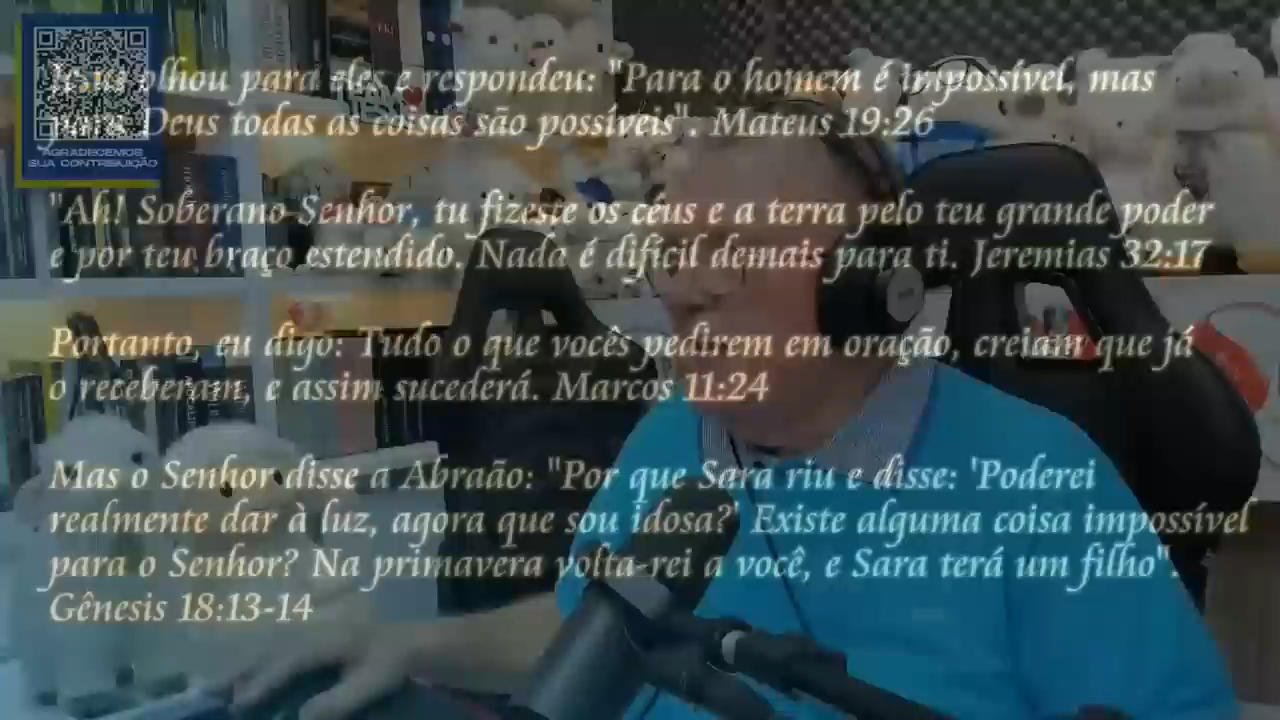 Jesus olhou para eles e respondeu: "Para o homem é impossível, mas
para Deus todas as coisas são possíveis". Mateus 19:26
AGRADECEMOS
SUA CONTRIBUIÇÃO
"Ah! Soberano Senhor, tu fizeste os céus e a terra pelo teu grande poder
e por teu braço estendido. Nada é difícil demais para ti. Jeremias 32:17
Portanto, eu digo: Tudo o que vocês pedirem em oração, creiam que já
o receberam, e assim sucederá. Marcos 11:24
Mas o Senhor disse a Abraão: "Por que Sara riu e disse: 'Poderei
realmente dar à luz, agora que sou idosa?' Existe alguma coisa impossível
para o Senhor? Na primavera volta-rei a você, e Sara terá um filho".
Gênesis 18:13-14